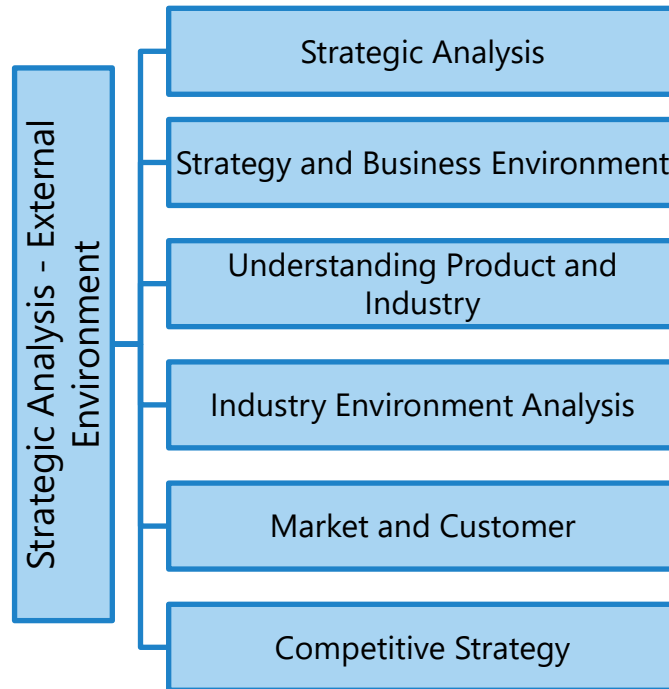 Strategic Analysis - External
Environment
Strategic Analysis
Strategy and Business Environment
Understanding Product and
Industry
Industry Environment Analysis
Market and Customer
Competitive Strategy